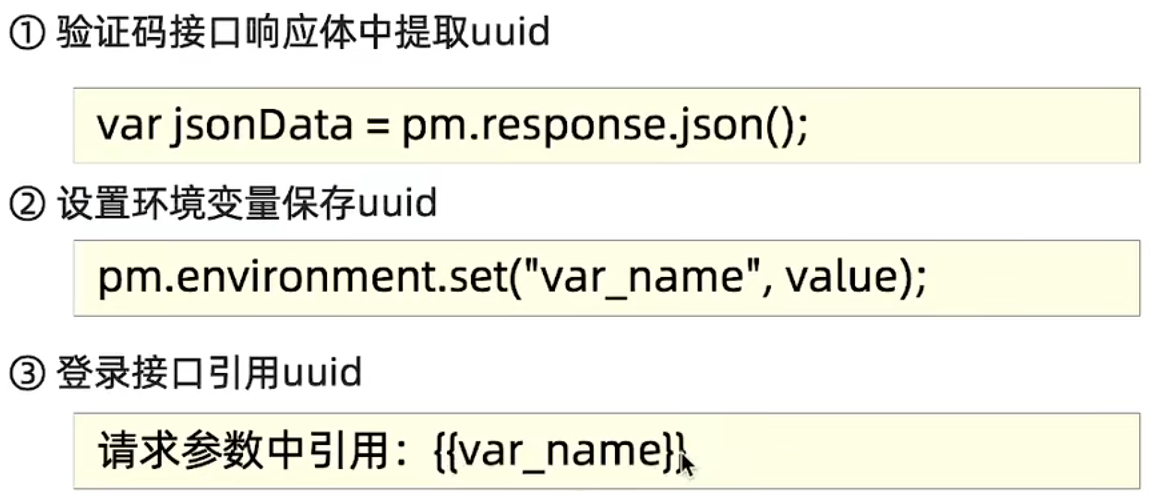 ① 验证码接口响应体中提取uuid
var jsonData = pm.response.json();
② 设置环境变量保存uuid
pm.environment.set("var_name", value);
③ 登录接口引用uuid
请求参数中引用：{{var_name}}